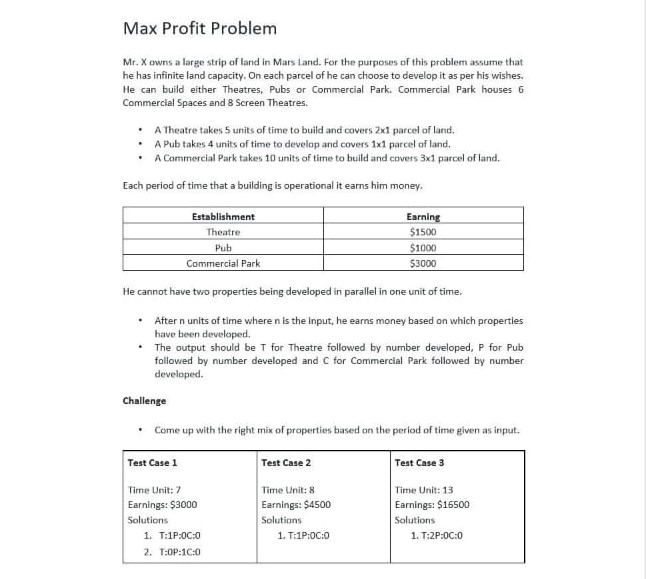 Max Profit Problem
Mr. X owns a large strip of land in Mars Land. For the purposes of this problem assume that
he has infinite land capacity. On each parcel of he can choose to develop it as per his wishes.
He can build either Theatres, Pubs or Commercial Park. Commercial Park houses 6
Commercial Spaces and 8 Screen Theatres.
• A Theatre takes 5 units of time to build and covers 2x1 parcel of land.
• A Pub takes 4 units of time to develop and covers 1x1 parcel of land.
• A Commercial Park takes 10 units of time to build and covers 3x1 parcel of land.
Each period of time that a building is operational it earns him money.
Establishment Earning
Theatre $1500
Pub $1000
Commercial Park $3000
He cannot have two properties being developed in parallel in one unit of time.
• After n units of time where n is the input, he earns money based on which properties
have been developed.
• The output should be T for Theatre followed by number developed, P for Pub
followed by number developed and C for Commercial Park followed by number
developed.
Challenge
• Come up with the right mix of properties based on the period of time given as input.
Test Case 1
Time Unit: 7
Earnings: $3000
Solutions
1. T:1P:0C:0
2. T:0P:1C:0
Test Case 2
Time Unit: 8
Earnings: $4500
Solutions
1. T:1P:0C:0
Test Case 3
Time Unit: 13
Earnings: $16500
Solutions
1. T:2P:0C:0